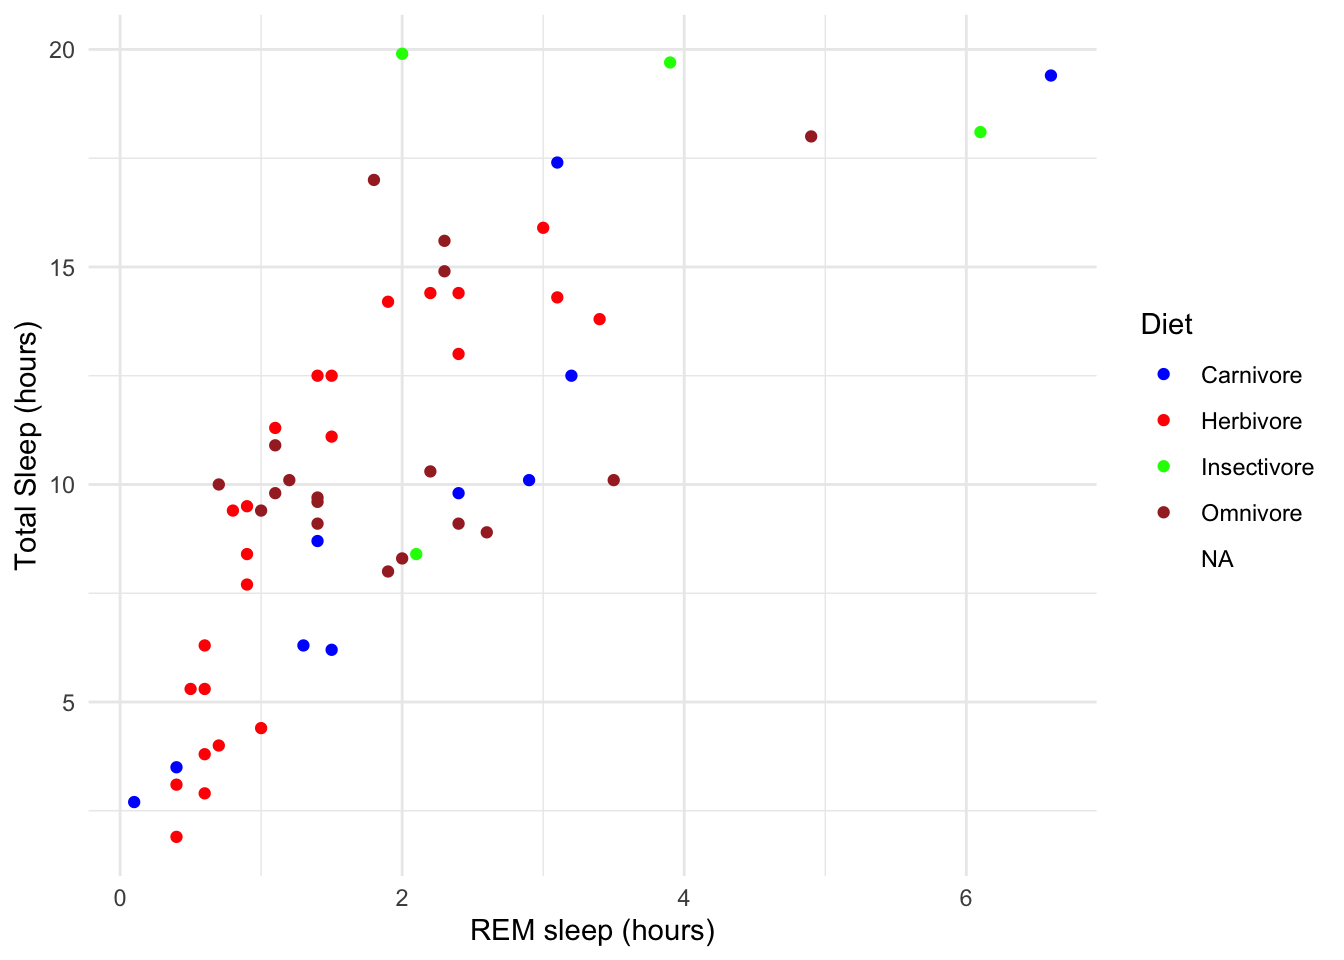 20
15
10
5
Total Sleep (hours)
0 2 4 6
REM sleep (hours)
Diet
Carnivore
Herbivore
Insectivore
Omnivore
NA